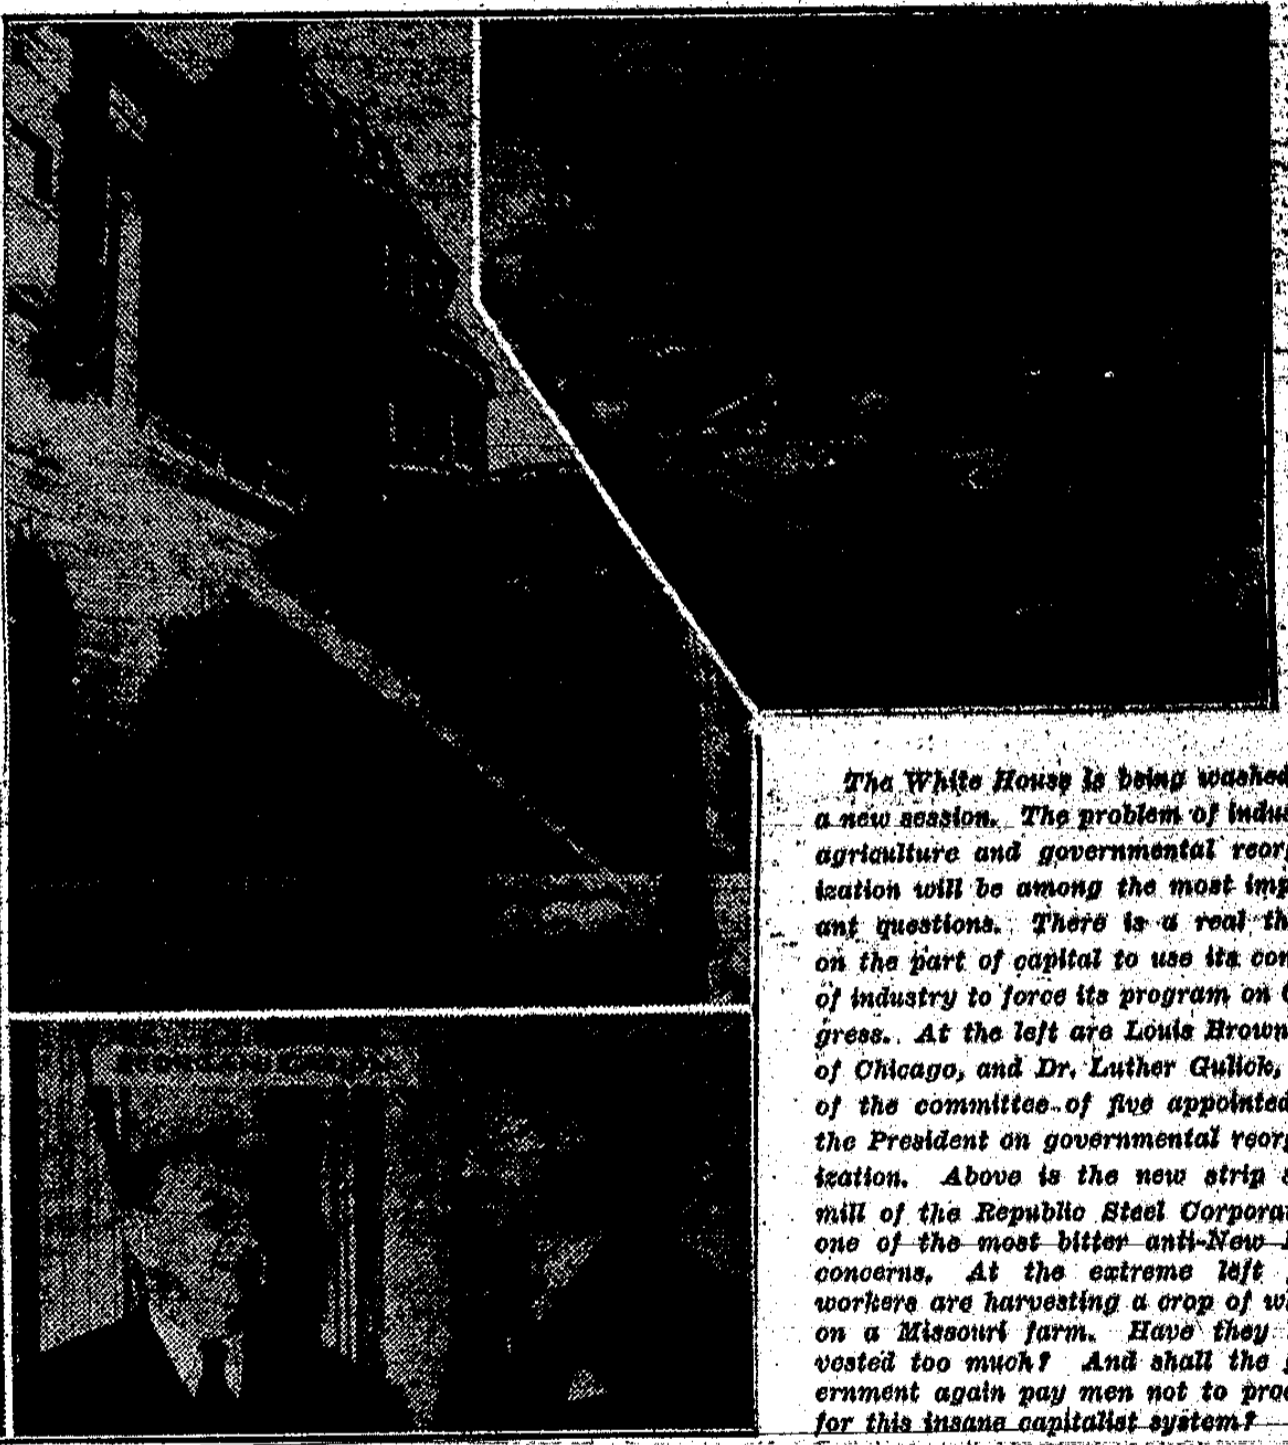 The White House is being washed
a new session. The problem of indus
agriculture and governmental reor
ization will be among the most imp
ant questions. There is a real th
on the part of capital to use its con
of industry to force its program on C
gress. At the left are Louis Brown
of Chicago, and Dr. Luther Gulick,
of the committee of five appointed
the President on governmental reor
ization. Above is the new strip
mill of the Republic Steel Corpora
one of the most bitter anti-New
concerns. At the extreme left
workers are harvesting a crop of w
on a Missouri farm. Have they
vested too much? And shall the
ernment again pay men not to prod
for this insane capitalist system?